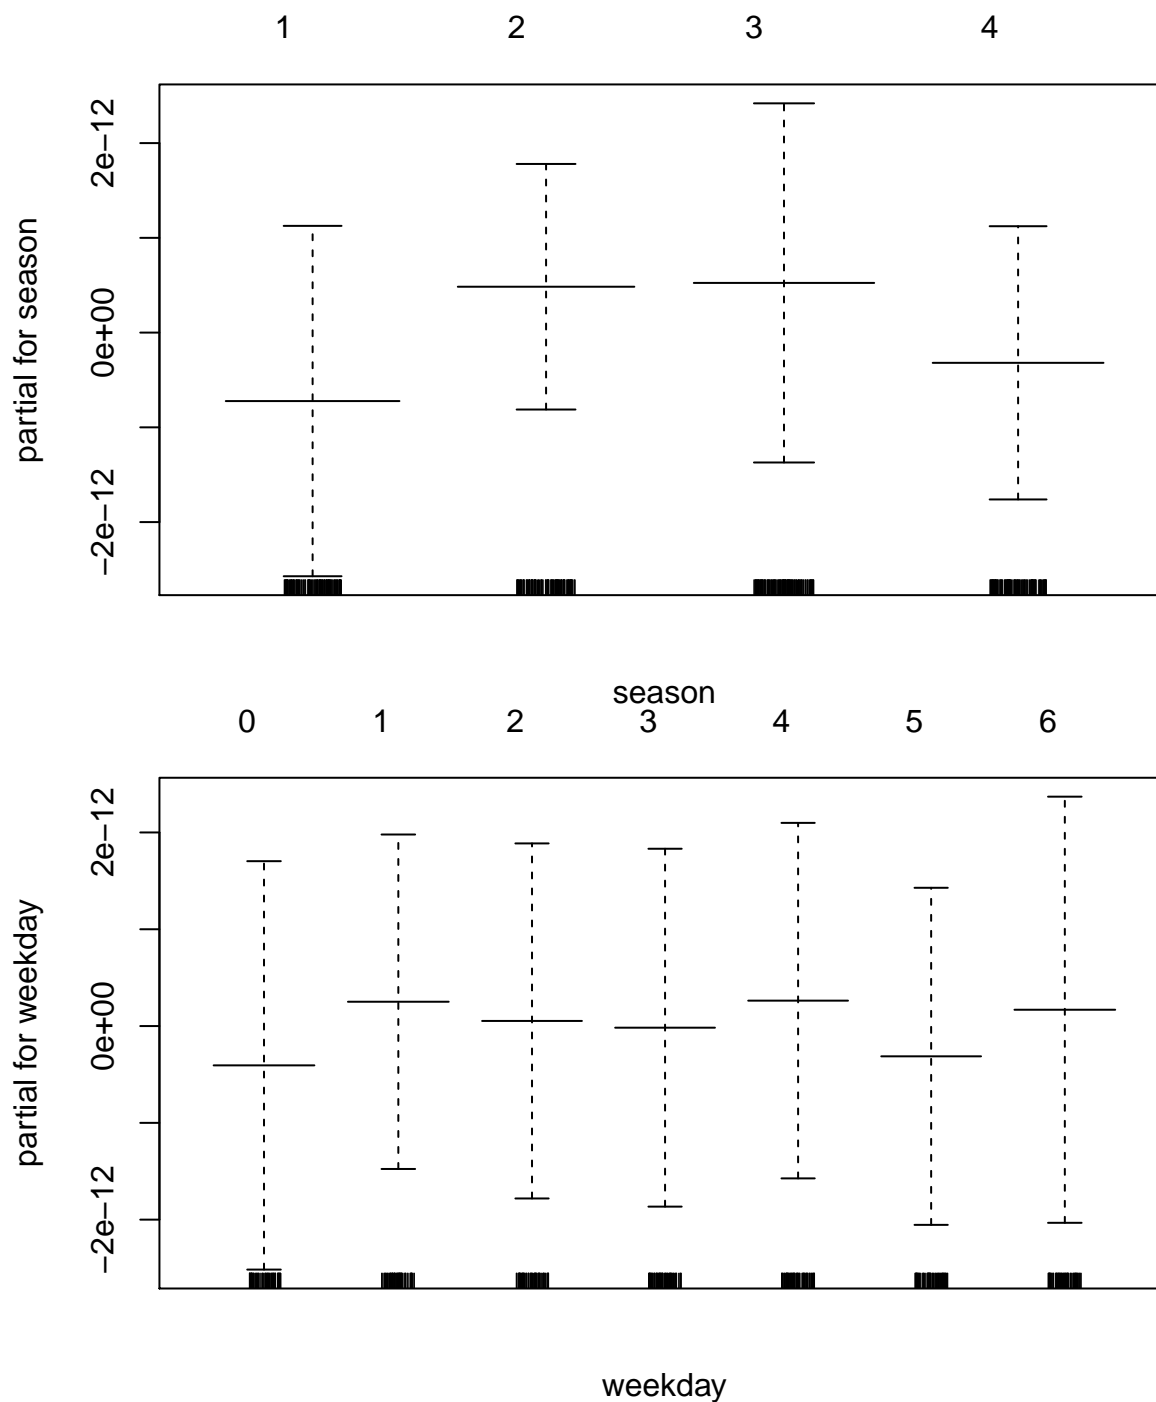 1 2 3 4
2e−12
0e+00
−2e−12
partial for season
season
0 1 2 3 4 5 6
2e−12
0e+00
−2e−12
partial for weekday
weekday